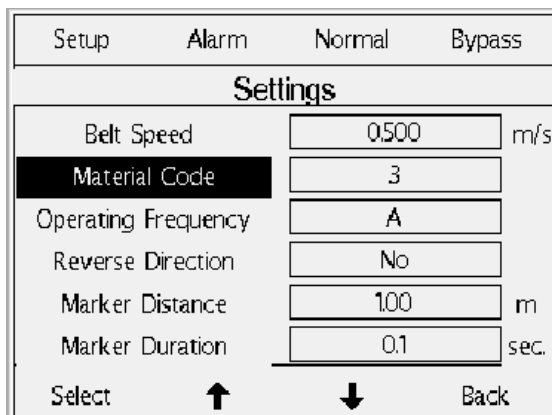 Setup Alarm Normal Bypass
Settings
Belt Speed 0.500 m/s
Material Code 3
Operating Frequency A
Reverse Direction No
Marker Distance 1.00 m
Marker Duration 0.1 sec.
Select ↑ ↓ Back